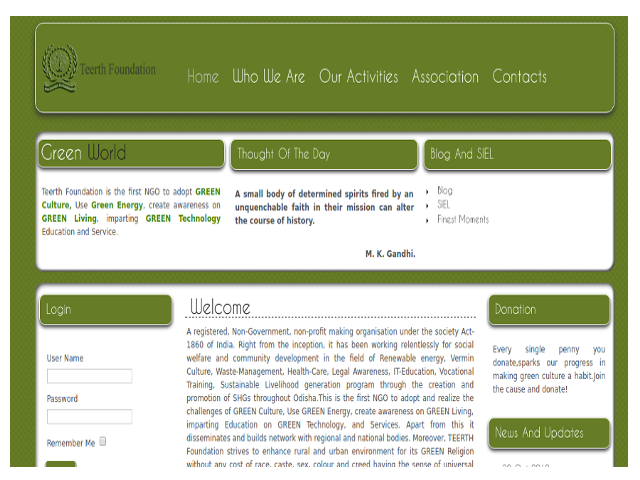 Teerth Foundation
Home Who We Are Our Activities Association Contacts
Green World
Teerth Foundation is the first NGO to adopt GREEN
Culture, Use Green Energy, create awareness on
GREEN Living, imparting GREEN Technology
Education and Service.
Thought Of The Day
A small body of determined spirits fired by an
unquenchable faith in their mission can alter
the course of history.
M. K. Gandhi.
Blog And SIEL
Blog
SIEL
Finest Moments
Login
User Name
Password
Remember Me
Welcome
A registered, Non-Government, non-profit making organisation under the society Act-
1860 of India. Right from the inception, it has been working relentlessly for social
welfare and community development in the field of Renewable energy, Vermin
Culture, Waste-Management, Health-Care, Legal Awareness, IT-Education, Vocational
Training, Sustainable Livelihood generation program through the creation and
promotion of SHGs throughout Odisha.This is the first NGO to adopt and realize the
challenges of GREEN Culture, Use GREEN Energy, create awareness on GREEN Living,
imparting Education on GREEN Technology, and Services. Apart from this it
disseminates and builds network with regional and national bodies. Moreover, TEERTH
Foundation strives to enhance rural and urban environment for its GREEN Religion
without any cost of race, caste, sex, colour and creed having the sense of universal
Donation
Every single penny you
donate,sparks our progress in
making green culture a habit.Join
the cause and donate!
News And Updates